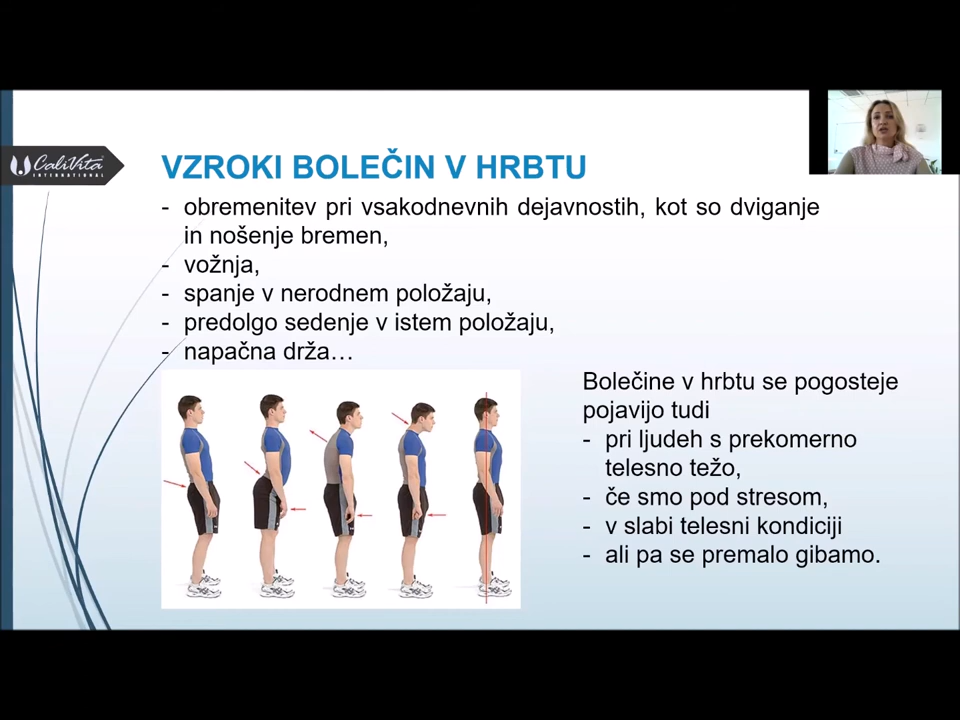 CaliVita
INTERNATIONAL
VZROKI BOLEČIN V HRBTU
- obremenitev pri vsakodnevnih dejavnostih, kot so dviganje
in nošenje bremen,
- vožnja,
- spanje v nerodnem položaju,
- predolgo sedenje v istem položaju,
- napačna drža…
Bolečine v hrbtu se pogosteje
pojavijo tudi
- pri ljudeh s prekomerno
telesno težo,
- če smo pod stresom,
- v slabi telesni kondiciji
- ali pa se premalo gibamo.